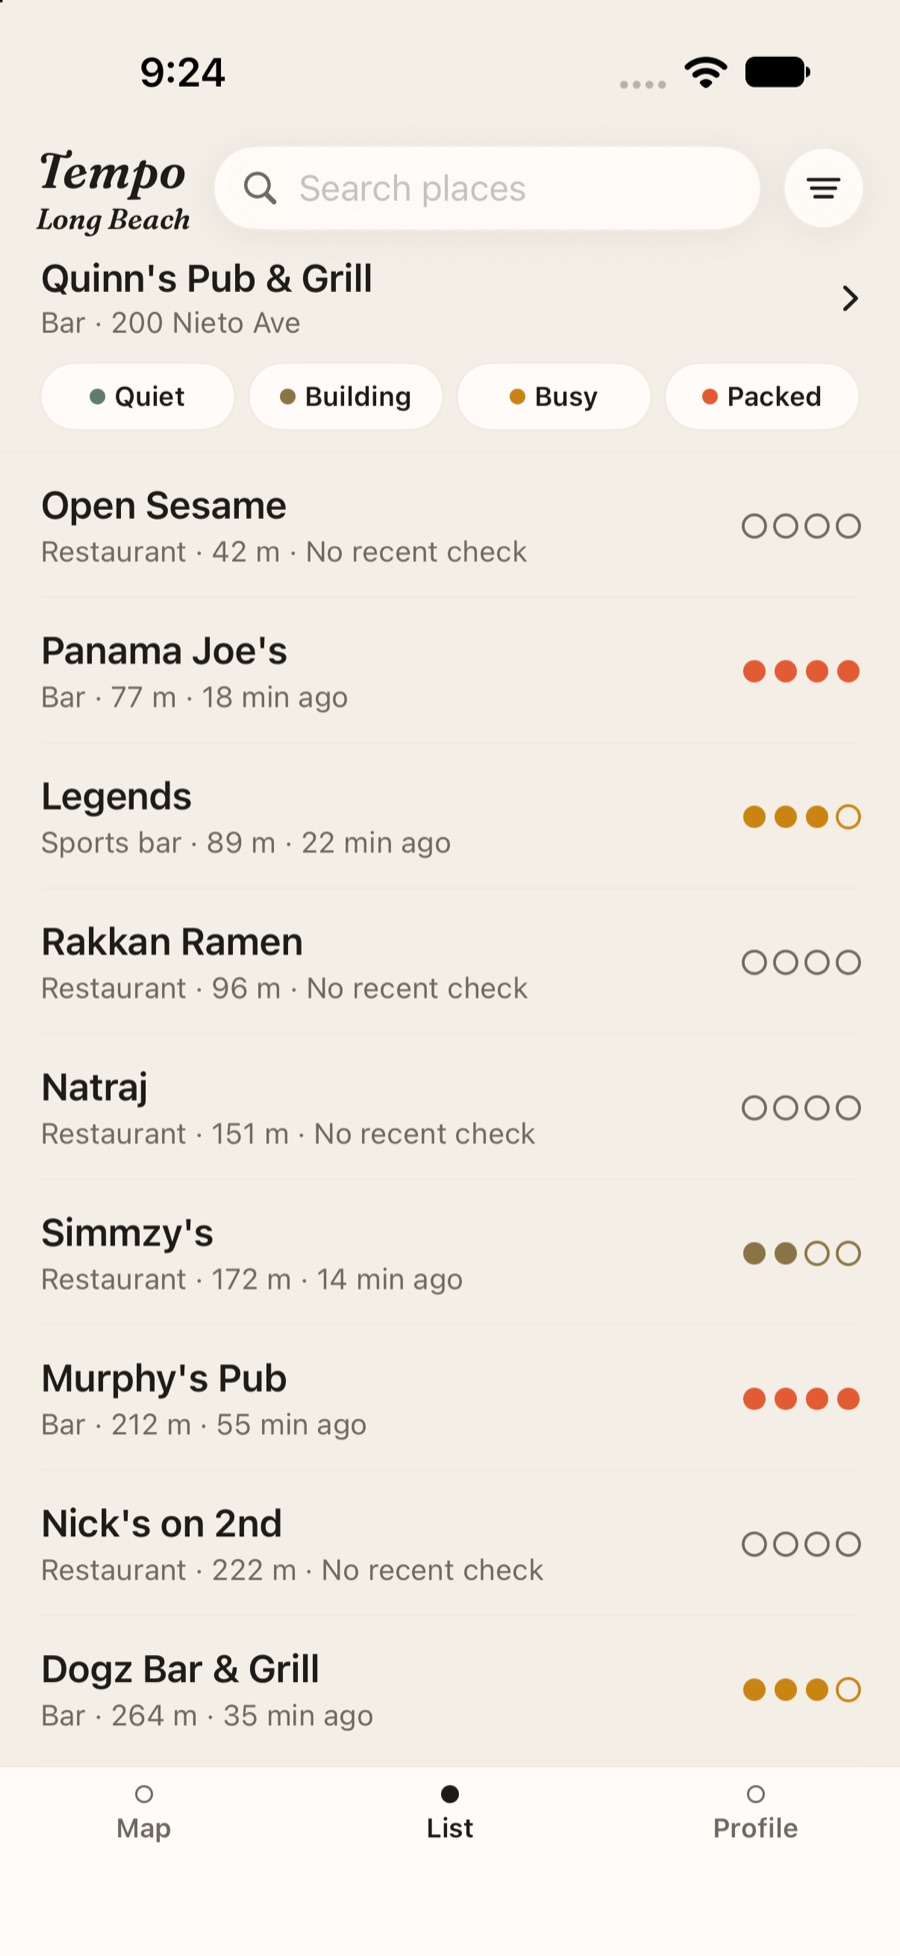 9:24
Tempo
Long Beach
Search places
Quinn's Pub & Grill
Bar · 200 Nieto Ave
Quiet
Building
Busy
Packed
Open Sesame
Restaurant · 42 m · No recent check
Panama Joe's
Bar · 77 m · 18 min ago
Legends
Sports bar · 89 m · 22 min ago
Rakkan Ramen
Restaurant · 96 m · No recent check
Natraj
Restaurant · 151 m · No recent check
Simmzy's
Restaurant · 172 m · 14 min ago
Murphy's Pub
Bar · 212 m · 55 min ago
Nick's on 2nd
Restaurant · 222 m · No recent check
Dogz Bar & Grill
Bar · 264 m · 35 min ago
Map
List
Profile